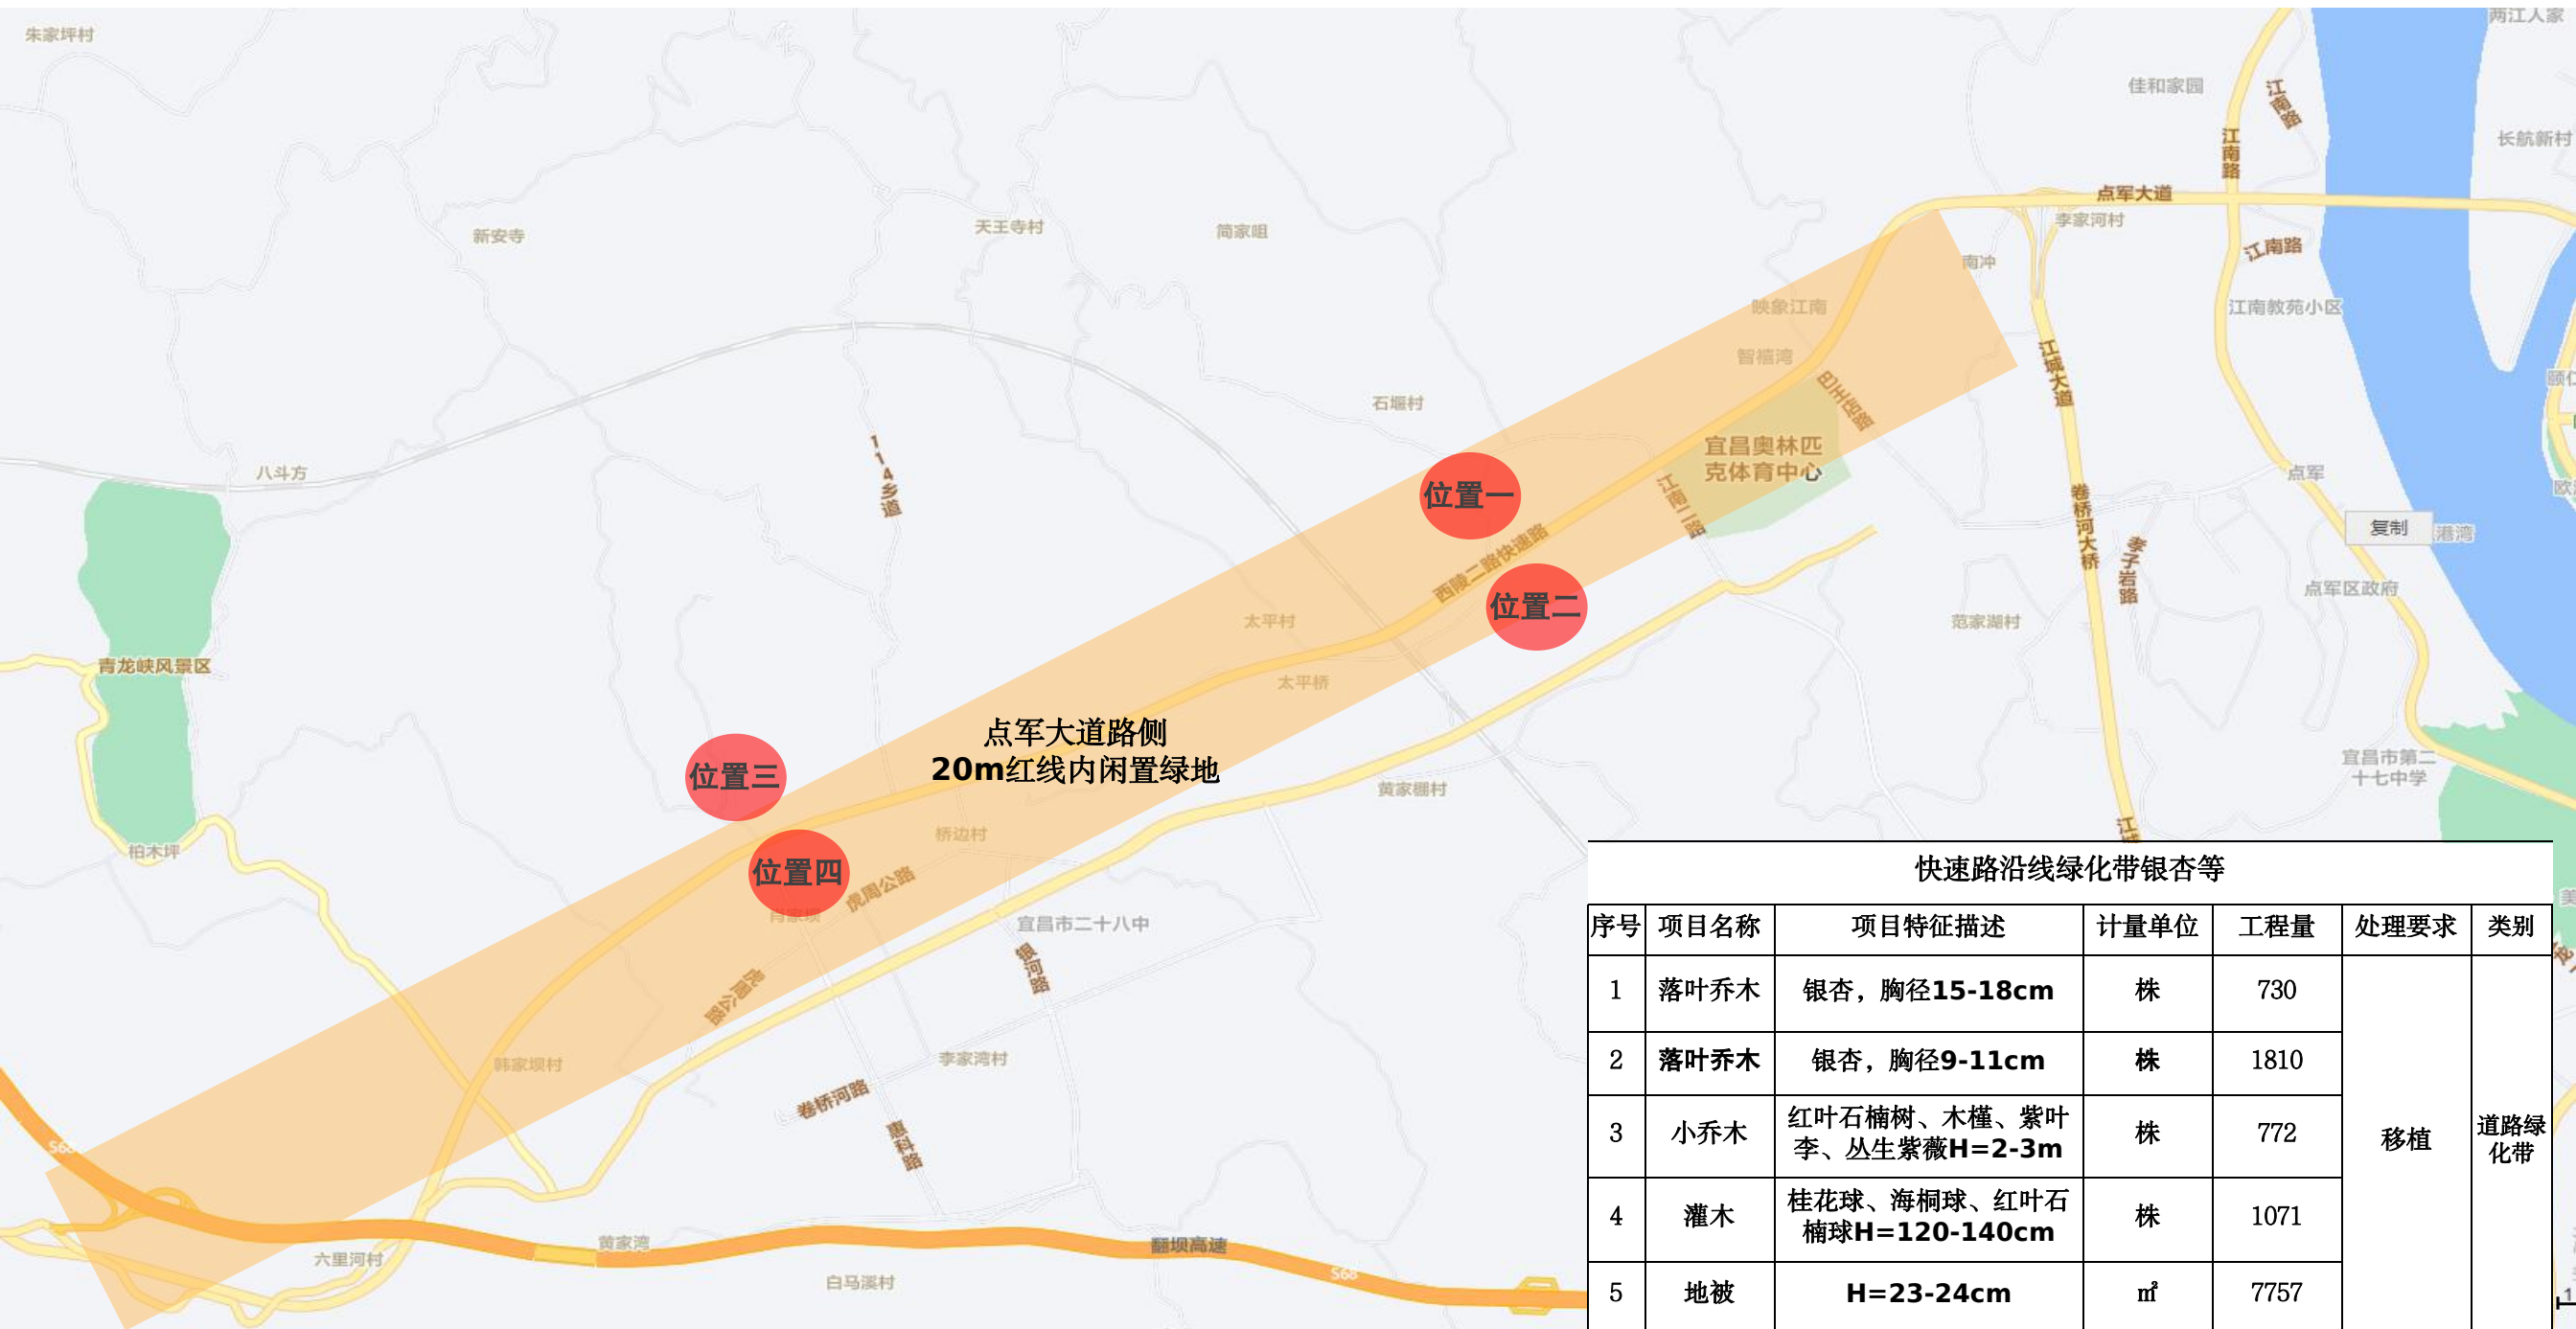 两江人家
朱家坪村
佳和家园
江南路
江南路
长航新村
点军大道
李家河村
新安寺
天王寺村
简家咀
江南路
南冲
映象江南
江南教苑小区
智禧湾
江城大道
石堰村
114乡道
宜昌奥林匹
克体育中心
八斗方
点军
位置一
江南二路
卷桥河大桥
复制
港湾
西陵二路快速路
孝子岩路
点军区政府
位置二
太平村
范家湖村
青龙峡风景区
太平桥
点军大道路侧
20m红线内闲置绿地
位置三
宜昌市第二
十七中学
黄家棚村
桥边村
柏木坪
位置四
虎周公路
宜昌市二十八中
银河路
虎周公路
韩家坝村
李家湾村
卷桥河路
惠科路
S68
黄家湾
翻坝高速
六里河村
S68
白马溪村
快速路沿线绿化带银杏等
序号 项目名称 项目特征描述 计量单位 工程量 处理要求 类别
1 落叶乔木 银杏，胸径15-18cm 株 730
2 落叶乔木 银杏，胸径9-11cm 株 1810
3 小乔木 红叶石楠树、木槿、紫叶
李、丛生紫薇H=2-3m 株 772
移植
道路绿
化带
4 灌木 桂花球、海桐球、红叶石
楠球H=120-140cm 株 1071
5 地被 H=23-24cm ㎡ 7757